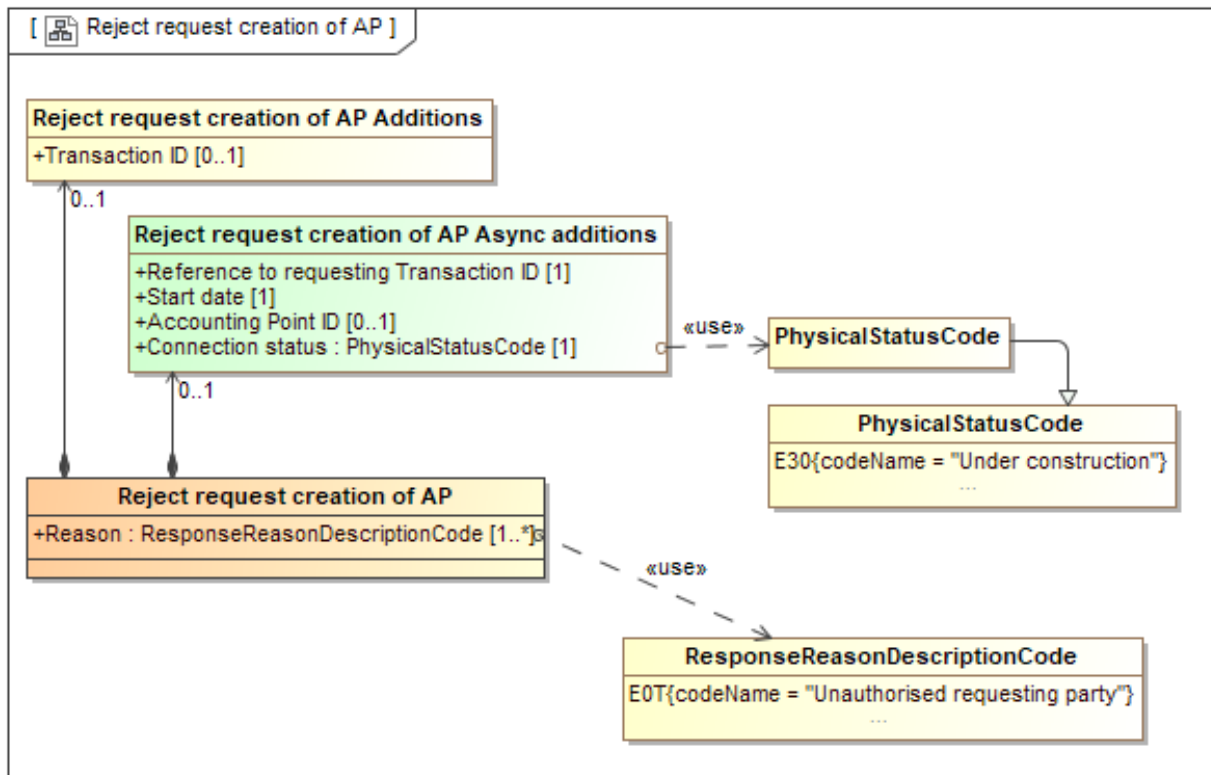 [ Reject request creation of AP ]
Reject request creation of AP Additions
+Transaction ID [0..1]
0..1
Reject request creation of AP Async additions
+Reference to requesting Transaction ID [1]
+Start date [1]
+Accounting Point ID [0..1]
+Connection status : PhysicalStatusCode [1]
«use»
PhysicalStatusCode
PhysicalStatusCode
E30{codeName = "Under construction"}
...
0..1
Reject request creation of AP
+Reason : ResponseReasonDescriptionCode [1..*]
«use»
ResponseReasonDescriptionCode
E0T{codeName = "Unauthorised requesting party"}
...